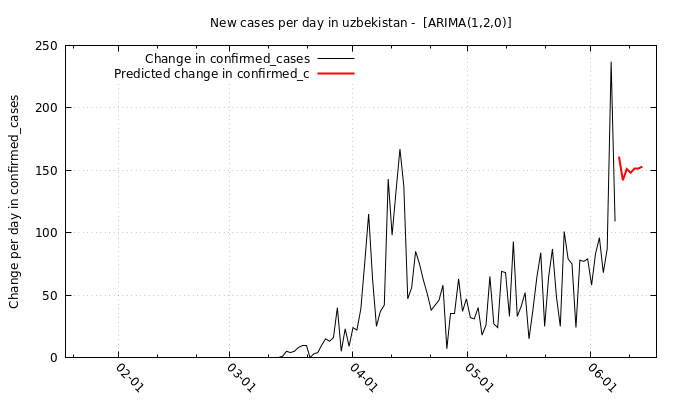 New cases per day in uzbekistan -  [ARIMA(1,2,0)]
Change in confirmed_cases
Predicted change in confirmed_c
Change per day in confirmed_cases
250
200
150
100
50
0
02-01
03-01
04-01
05-01
06-01